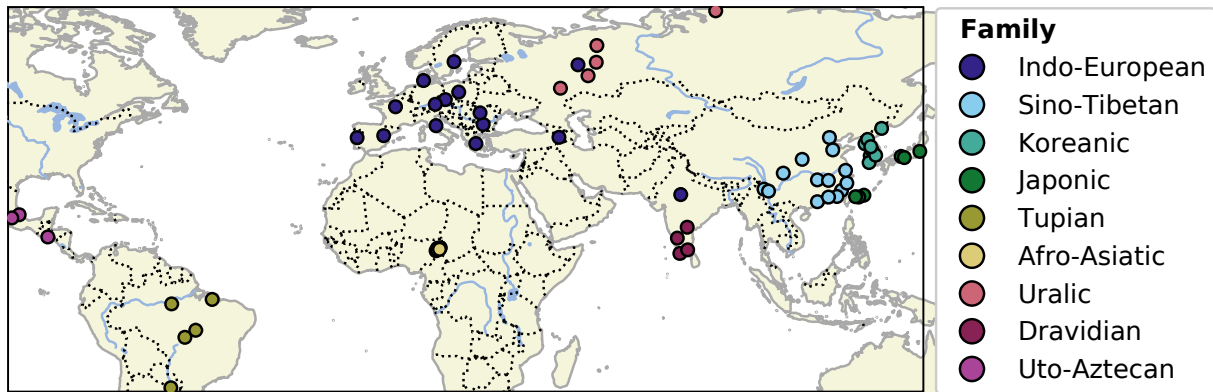 Family
Indo-European
Sino-Tibetan
Koreanic
Japonic
Tupian
Afro-Asiatic
Uralic
Dravidian
Uto-Aztecan